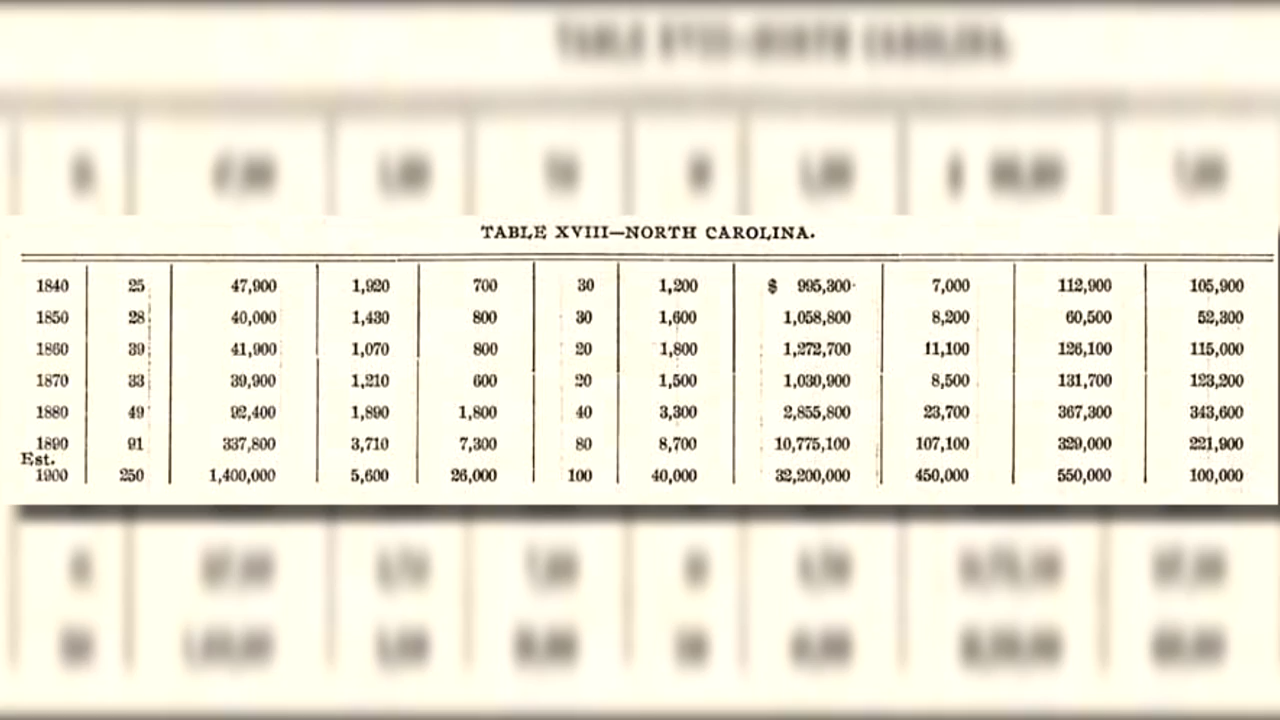 TABLE XVIII—NORTH CAROLINA.
1840 25 47,900 1,920 700 30 1,200 $ 995,300 7,000 112,900 105,900
1850 28 40,000 1,430 800 30 1,600 1,058,800 8,200 60,500 52,300
1860 39 41,900 1,070 800 20 1,800 1,272,700 11,100 126,100 115,000
1870 33 39,900 1,210 600 20 1,500 1,030,900 8,500 131,700 123,200
1880 49 92,400 1,890 1,800 40 3,300 2,855,800 23,700 367,300 343,600
1890 91 337,800 3,710 7,300 80 8,700 10,775,100 107,100 329,000 221,900
Est.
1900 250 1,400,000 5,600 26,000 100 40,000 32,200,000 450,000 550,000 100,000